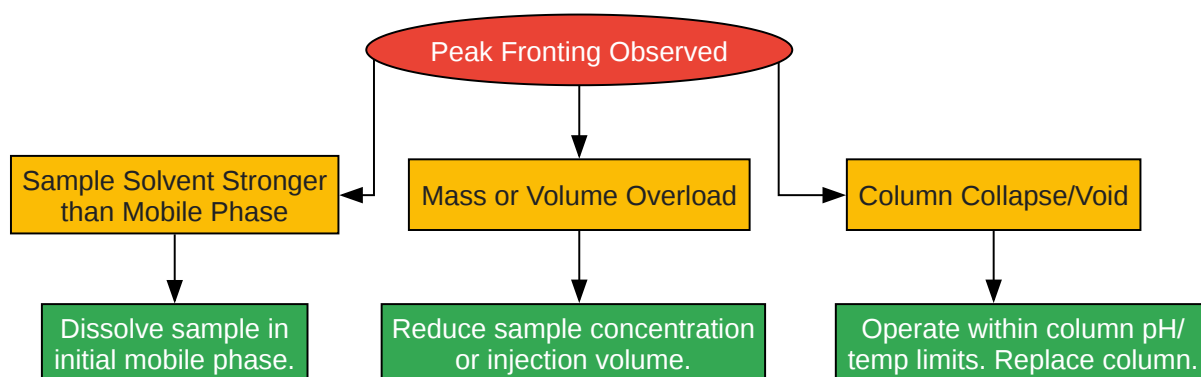 Peak Fronting Observed
Sample Solvent Stronger
than Mobile Phase
Mass or Volume Overload
Column Collapse/Void
Dissolve sample in
initial mobile phase.
Reduce sample concentration
or injection volume.
Operate within column pH/
temp limits. Replace column.